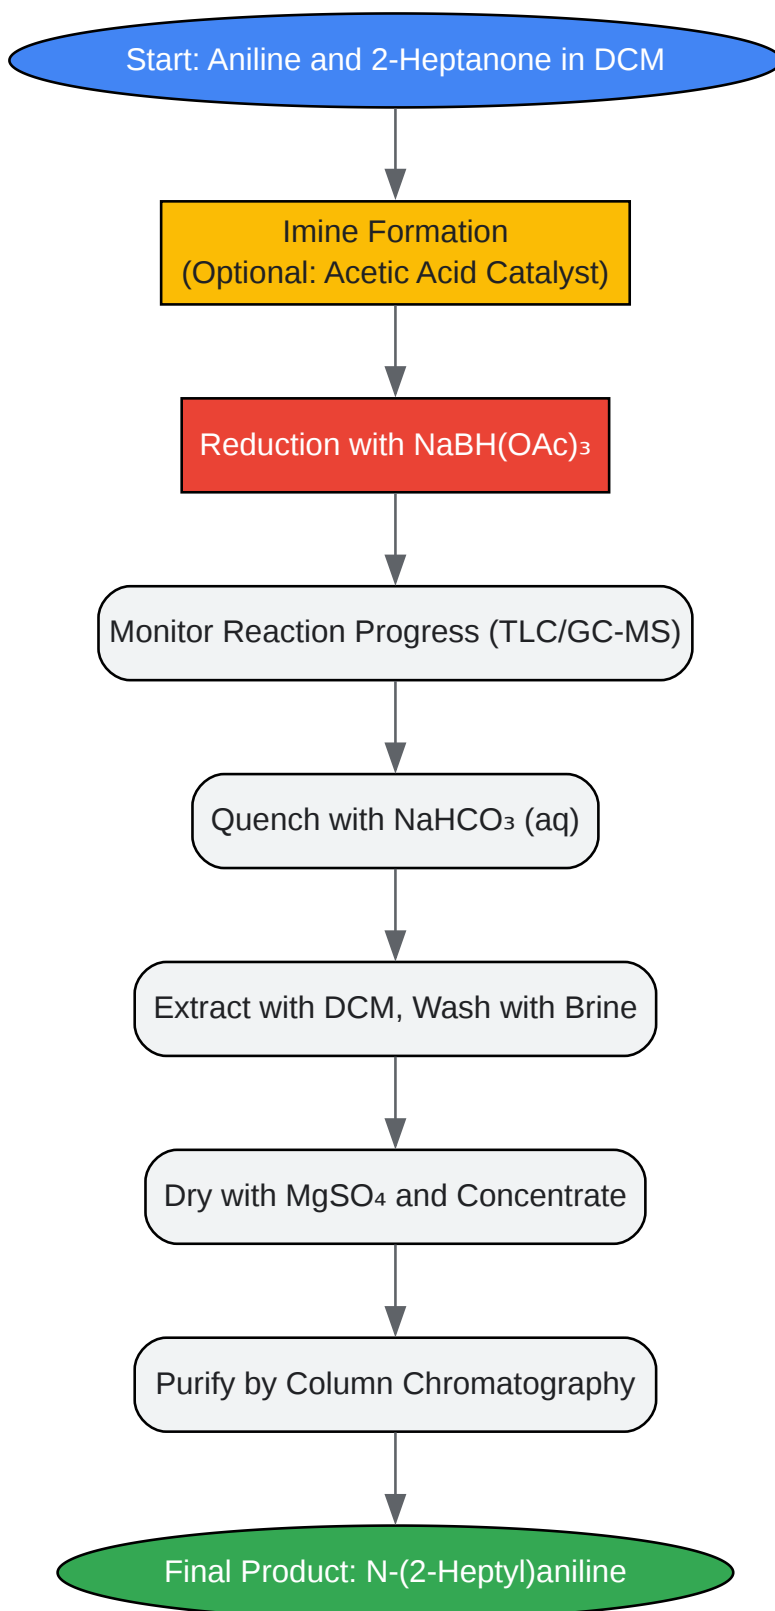 Start: Aniline and 2-Heptanone in DCM
Imine Formation
(Optional: Acetic Acid Catalyst)
Reduction with NaBH(OAc)₃
Monitor Reaction Progress (TLC/GC-MS)
Quench with NaHCO₃ (aq)
Extract with DCM, Wash with Brine
Dry with MgSO₄ and Concentrate
Purify by Column Chromatography
Final Product: N-(2-Heptyl)aniline